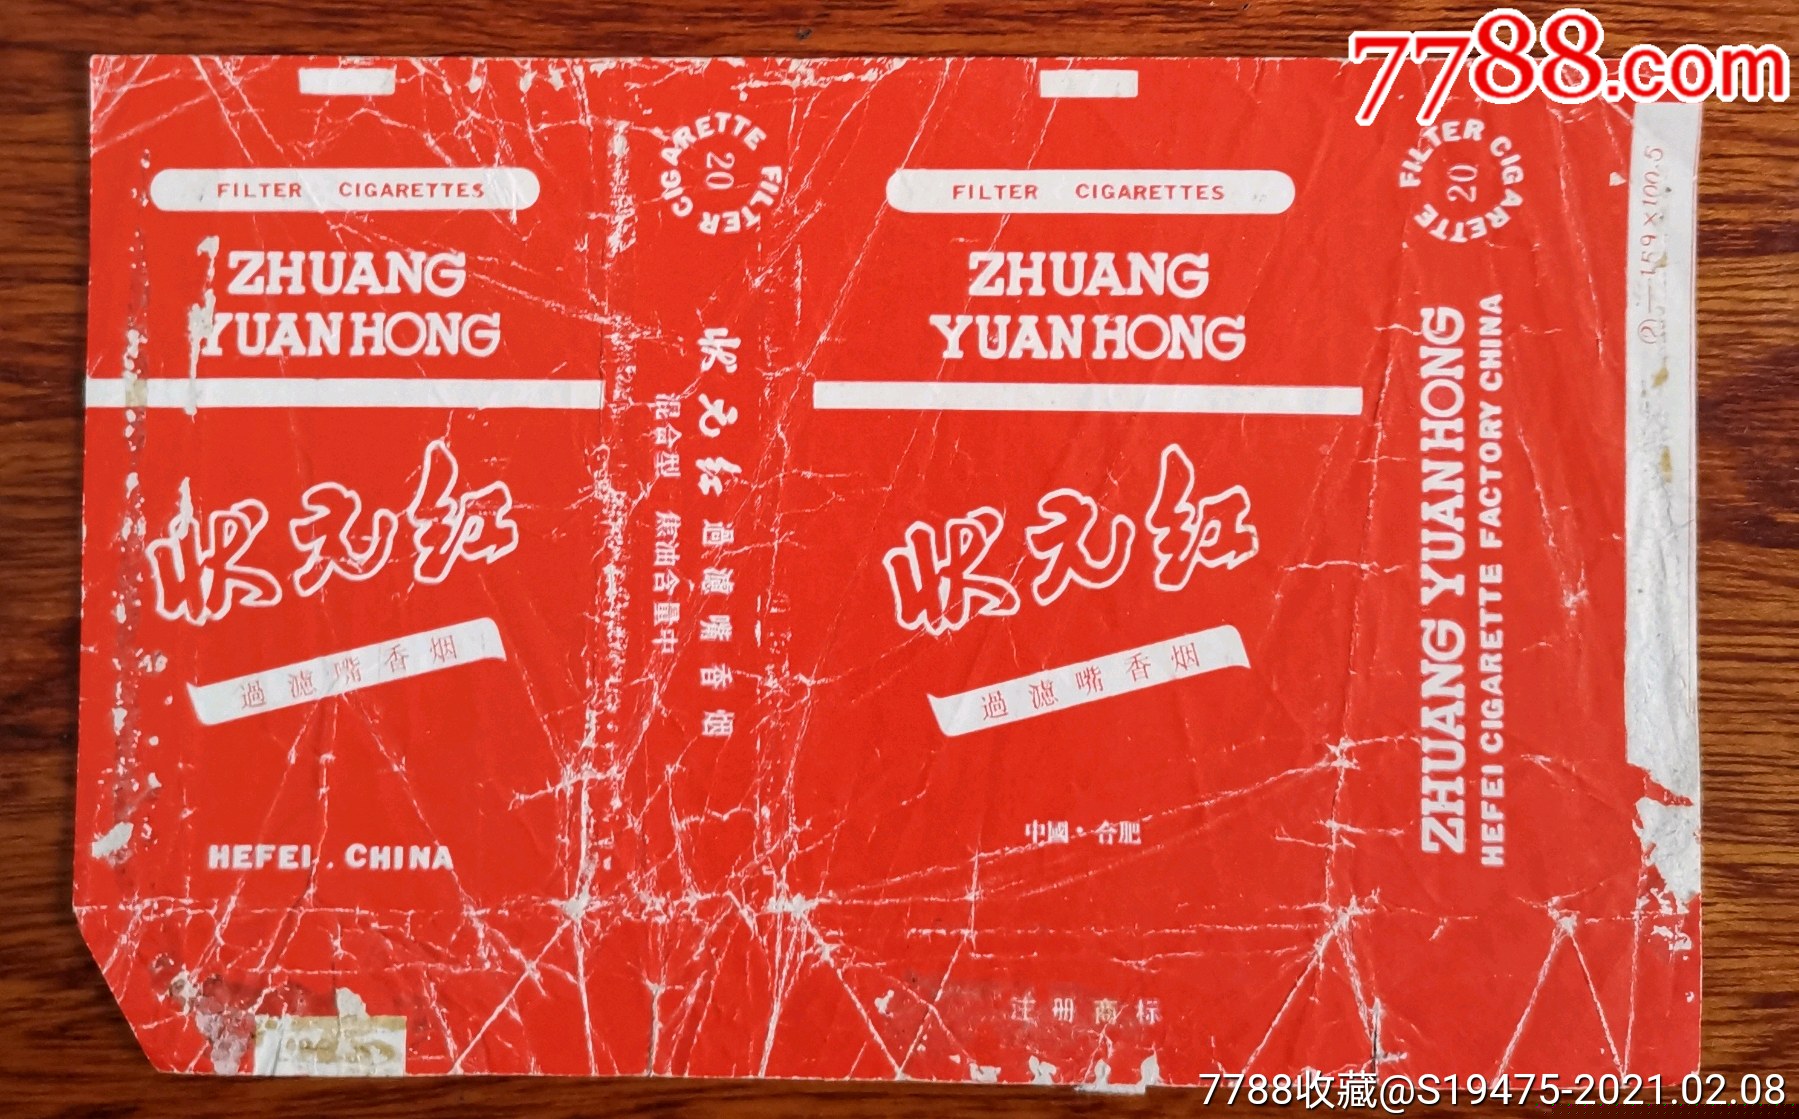 7788.com
FILTER CIGARETTES
ZHUANG
YUANHONG
状元红
過濾嘴香烟
HEFEI. CHINA
FILTER CIGARETTE
20
状元红過濾嘴香烟
混合型 焦油含量中
FILTER CIGARETTES
ZHUANG
YUANHONG
状元红
過濾嘴香烟
中國·合肥
注册商标
FILTER CIGARETTE
20
ZHUANG YUANHONG
HEFEI CIGARETTE FACTORY CHINA
(2)—159×100.5
7788收藏@S19475-2021.02.08